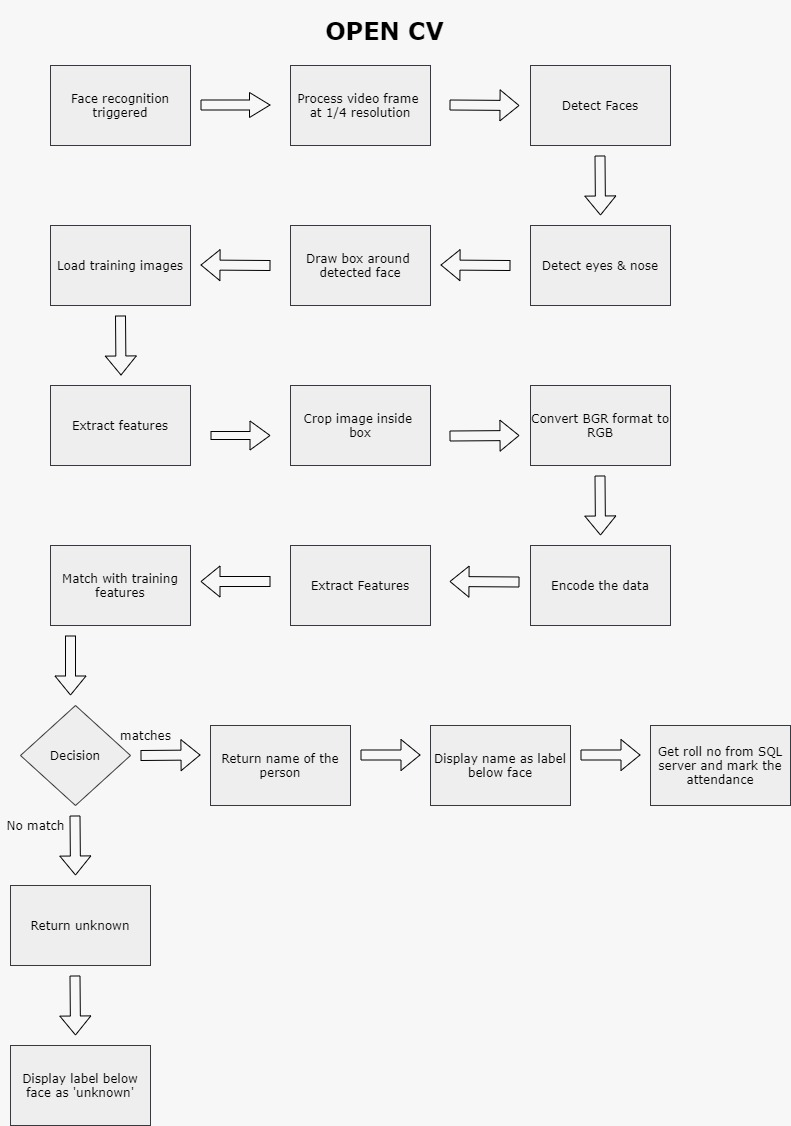 OPEN CV
Face recognition
triggered
Process video frame
at 1/4 resolution
Detect Faces
Detect eyes & nose
Draw box around
detected face
Load training images
Extract features
Crop image inside
box
Convert BGR format to
RGB
Encode the data
Extract Features
Match with training
features
Decision
matches
Return name of the
person
Display name as label
below face
Get roll no from SQL
server and mark the
attendance
No match
Return unknown
Display label below
face as 'unknown'